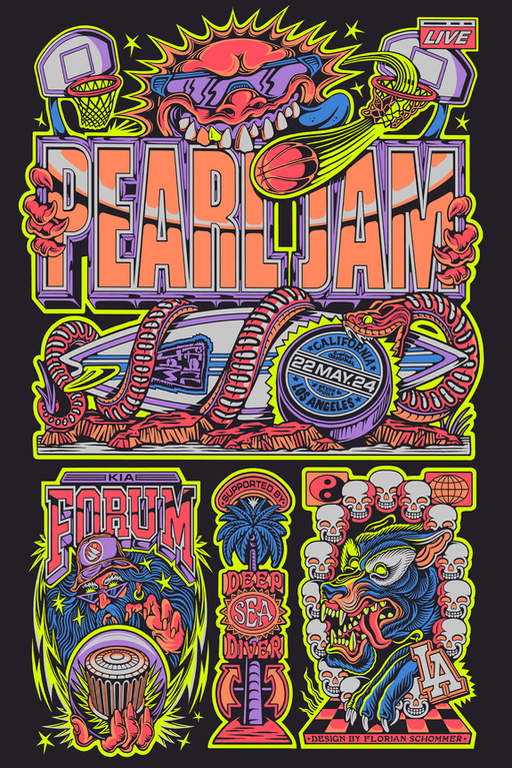 LIVE
PEARL JAM
CALIFORNIA
22 MAY. 24
LOS ANGELES
KIA
FORUM
SUPPORTED BY:
DEEP
SEA
DIVER
LA
• DESIGN BY FLORIAN SCHOMMER •